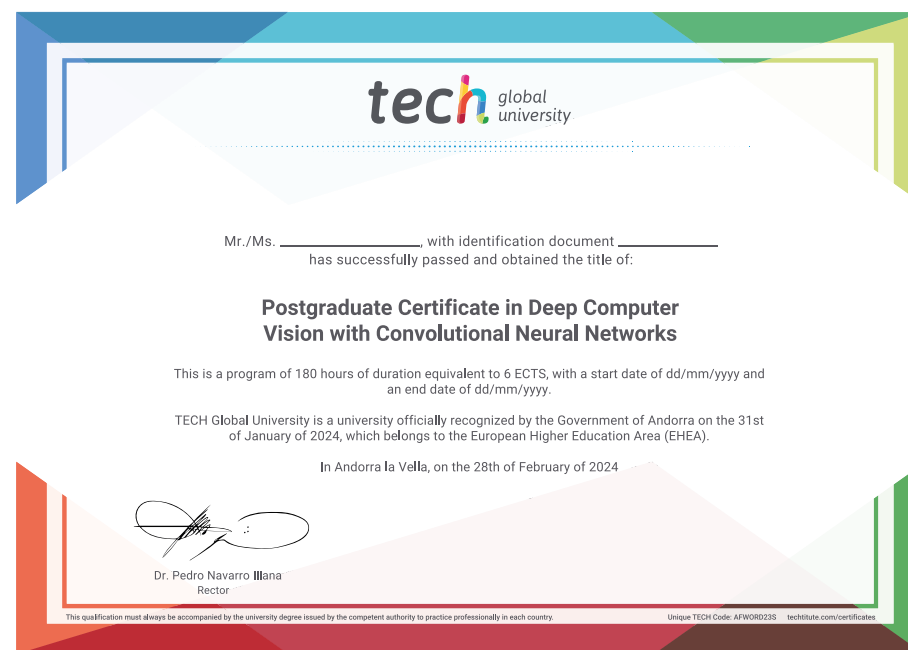 tech global
university
Mr./Ms. ____________, with identification document ____________
has successfully passed and obtained the title of:
Postgraduate Certificate in Deep Computer
Vision with Convolutional Neural Networks
This is a program of 180 hours of duration equivalent to 6 ECTS, with a start date of dd/mm/yyyy and
an end date of dd/mm/yyyy.
TECH Global University is a university officially recognized by the Government of Andorra on the 31st
of January of 2024, which belongs to the European Higher Education Area (EHEA).
In Andorra la Vella, on the 28th of February of 2024
Dr. Pedro Navarro Illana
Rector
This qualification must always be accompanied by the university degree issued by the competent authority to practice professionally in each country.
Unique TECH Code: AFWORD23S techtitute.com/certificates